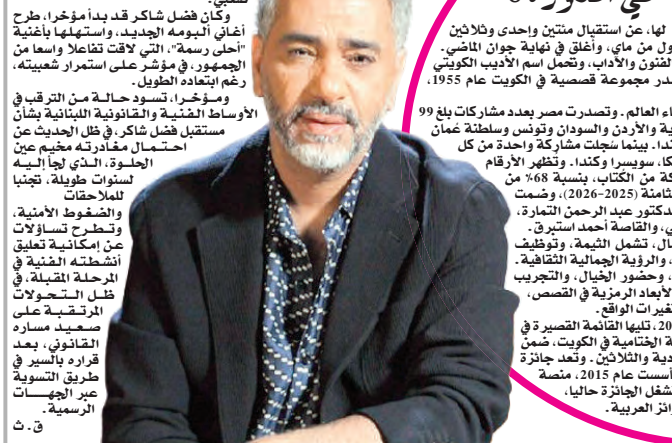 شعبي.
وكان فضل شاكر قد بدأ مؤخرا، طرح
أغاني ألبومه الجديد، واستهلها بأغنية
"أحلى رسمة"، التي لاقت تفاعلا واسعا من
الجمهور، في مؤشر على استمرار شعبيته،
رغم ابتعاده الطويل.
ومؤخرا، تسود حالة من الترقب في
الأوساط الفنية والقانونية اللبنانية بشأن
مستقبل فضل شاكر، في ظل الحديث عن
احتمال مغادرته مخيم عين
الحلوة، الذي لجأ إليه
لسنوات طويلة، تجنبا
للملاحقات
والضغوط الأمنية،
وتطرح تساؤلات
عن إمكانية تعليق
أنشطته الفنية في
المرحلة المقبلة، في
ظل التحولات
المرتقبة على
صعيد مساره
القانوني، بعد
قراره بالسير في
طريق التسوية
عبر الجهات
الرسمية.
ق. ث
لها، عن استقبال مئتين وإحدى وثلاثين
ول من ماي، وأغلق في نهاية جوان الماضي.
الفنون والآداب، وتحمل اسم الأديب الكويتي
صدر مجموعة قصصية في الكويت عام 1955،
اء العالم. وتصدرت مصر بعدد مشاركات بلغ 99
ية والأردن والسودان وتونس وسلطنة عمان
ندا. بينما سجلت مشاركة واحدة من كل
كا، سويسرا وكندا. وتظهر الأرقام
كة من الكُتاب، بنسبة 68% من
ثامنة (2025-2026)، وضمت
دكتور عبد الرحمن التمارة،
ي، والقاصة أحمد استيرق.
ال، تشمل الثيمة، وتوظيف
، والرؤية الجمالية الثقافية.
، وحضور الخيال، والتجريب
الأبعاد الرمزية في القصص،
تغيرات الواقع.
20، تليها القائمة القصيرة في
ة الختامية في الكويت، ضمن
دية والثلاثين. وتعد جائزة
أسست عام 2015، منصة
شغل الجائزة حاليا،
وائز العربية.